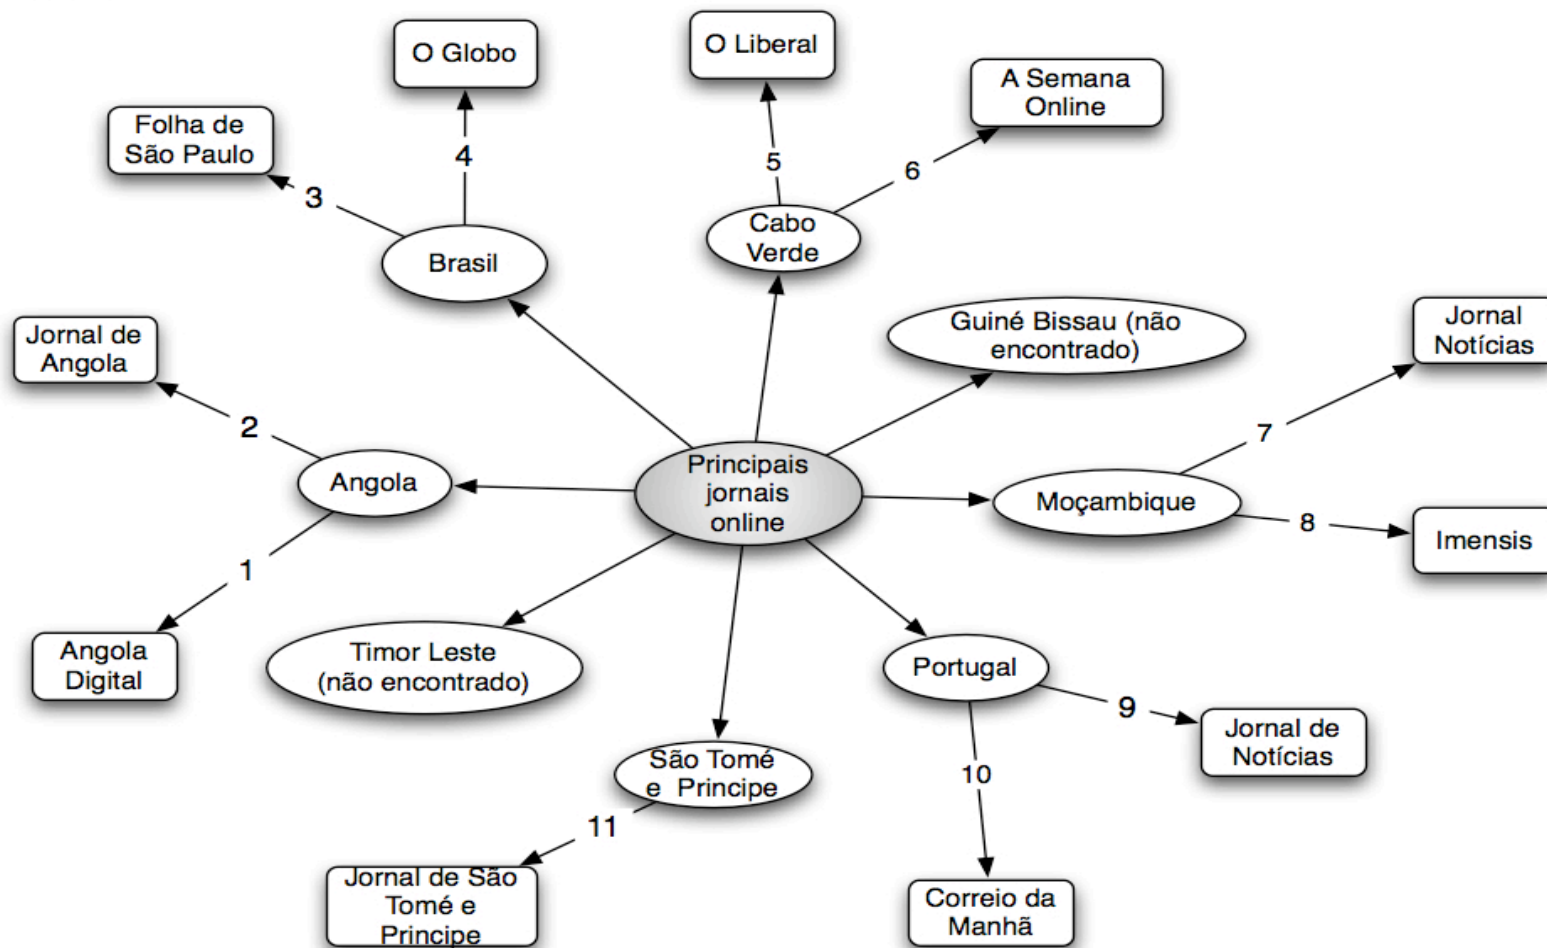 O Globo
O Liberal
A Semana
Online
Folha de
São Paulo
4
5
6
3
Cabo
Verde
Brasil
Guiné Bissau (não
encontrado)
Jornal
Notícias
Jornal de
Angola
2
7
Angola
Principais
jornais
online
Moçambique
8
Imensis
1
Angola
Digital
Timor Leste
(não encontrado)
Portugal
9
Jornal de
Notícias
São Tomé
e Principe
10
11
Jornal de São
Tomé e
Principe
Correio da
Manhã